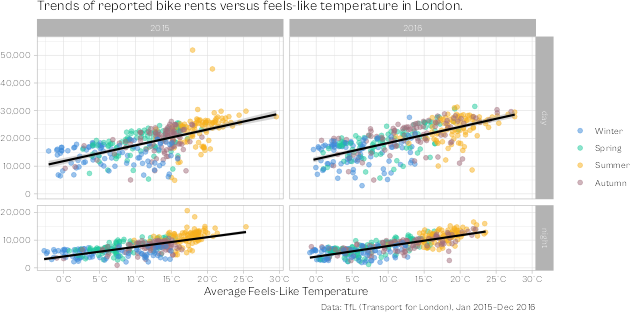 Trends of reported bike rents versus feels-like temperature in London.
2015 2016
50,000
40,000
30,000
20,000
10,000
0
day
20,000
10,000
0
night
0°C 5°C 10°C 15°C 20°C 25°C 30°C 0°C 5°C 10°C 15°C 20°C 25°C 30°C
Average Feels-Like Temperature
Winter
Spring
Summer
Autumn
Data: TfL (Transport for London), Jan 2015–Dec 2016